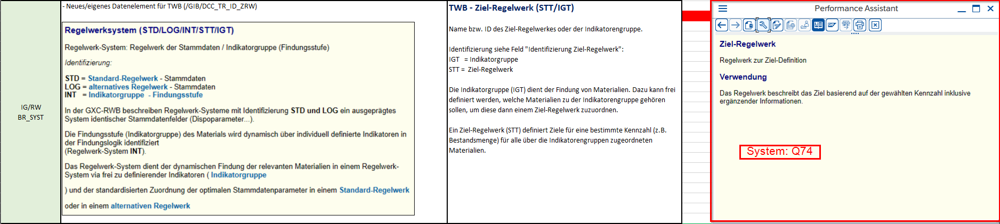 IG/RW
BR_SYST
- Neues/eigenes Datenelement für TWB (/GIB/DCC_TR_ID_ZRW)
Regelwerksystem (STD/LOG/INT/STT/IGT)
Regelwerk-System: Regelwerk der Stammdaten / Indikatorgruppe (Findungsstufe)
Identifizierung:
STD = Standard-Regelwerk - Stammdaten
LOG = alternatives Regelwerk - Stammdaten
INT = Indikatorgruppe - Findungsstufe
In der GXC-RWB beschreiben Regelwerk-Systeme mit Identifizierung STD und LOG ein ausgeprägtes
System identischer Stammdatenfelder (Dispoparameter...).
Die Findungsstufe (Indikatorgruppe) des Materials wird dynamisch über individuell definierte Indikatoren in
der Findungslogik identifiziert
(Regelwerk-System INT).
Das Regelwerk-System dient der dynamischen Findung der relevanten Materialien in einem Regelwerk-
System via frei zu definierender Indikatoren ( Indikatorgruppe
) und der standardisierten Zuordnung der optimalen Stammdatenparameter in einem Standard-Regelwerk
oder in einem alternativen Regelwerk
TWB - Ziel-Regelwerk (STT/IGT)
Name bzw. ID des Ziel-Regelwerkes oder der Indikatorengruppe.
Identifizierung siehe Feld "Identifizierung Ziel-Regelwerk":
IGT = Indikatorgruppe
STT = Ziel-Regelwerk
Die Indikatorgruppe (IGT) dient der Findung von Materialien. Dazu kann frei
definiert werden, welche Materialien zu der Indikatorengruppe gehören
sollen, um diese dann einem Ziel-Regelwerk zuzuordnen.
Ein Ziel-Regelwerk (STT) definiert Ziele für eine bestimmte Kennzahl (z.B.
Bestandsmenge) für alle über die Indikatorengruppen zugeordneten
Materialien.
Performance Assistant
Ziel-Regelwerk
Regelwerk zur Ziel-Definition
Verwendung
Das Regelwerk beschreibt das Ziel basierend auf der gewählten Kennzahl inklusive
ergänzender Informationen.
System: Q74